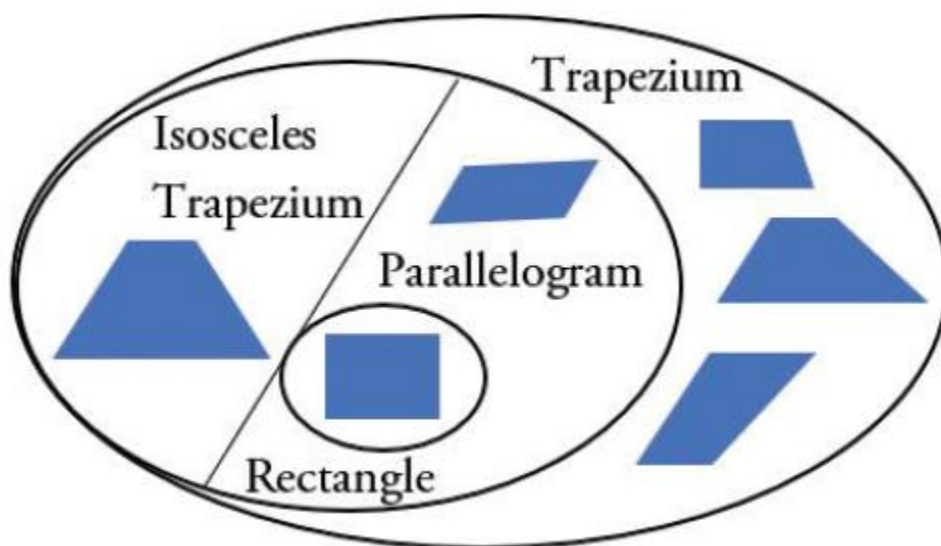 Trapezium
Isosceles
Trapezium
Parallelogram
Rectangle